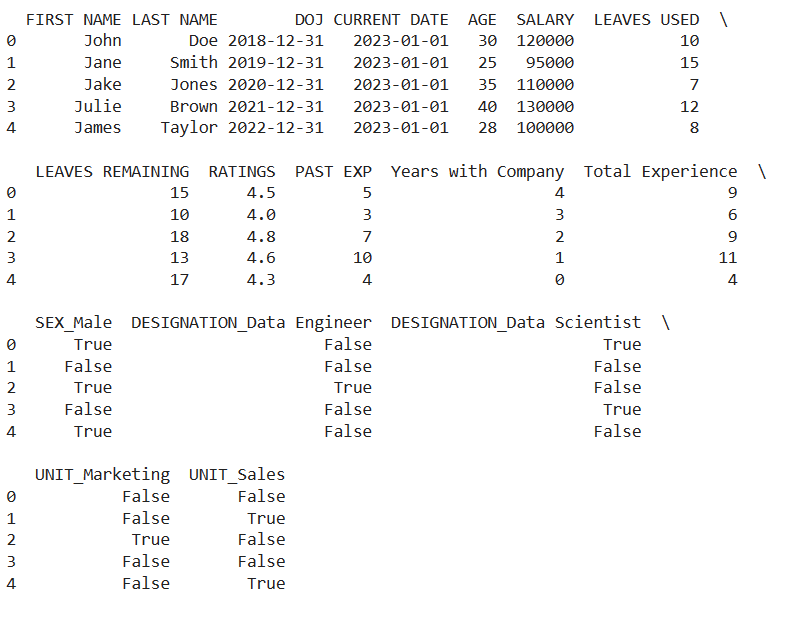 FIRST NAME LAST NAME        DOJ CURRENT DATE  AGE  SALARY  LEAVES USED  \
0       John       Doe 2018-12-31   2023-01-01   30  120000           10
1       Jane     Smith 2019-12-31   2023-01-01   25   95000           15
2       Jake     Jones 2020-12-31   2023-01-01   35  110000            7
3      Julie     Brown 2021-12-31   2023-01-01   40  130000           12
4      James    Taylor 2022-12-31   2023-01-01   28  100000            8

   LEAVES REMAINING  RATINGS  PAST EXP  Years with Company  Total Experience  \
0                15      4.5         5                   4                 9
1                10      4.0         3                   3                 6
2                18      4.8         7                   2                 9
3                13      4.6        10                   1                11
4                17      4.3         4                   0                 4

   SEX_Male  DESIGNATION_Data Engineer  DESIGNATION_Data Scientist  \
0      True                      False                        True
1     False                      False                       False
2      True                       True                       False
3     False                      False                        True
4      True                      False                       False

   UNIT_Marketing  UNIT_Sales
0           False       False
1           False        True
2            True       False
3           False       False
4           False        True